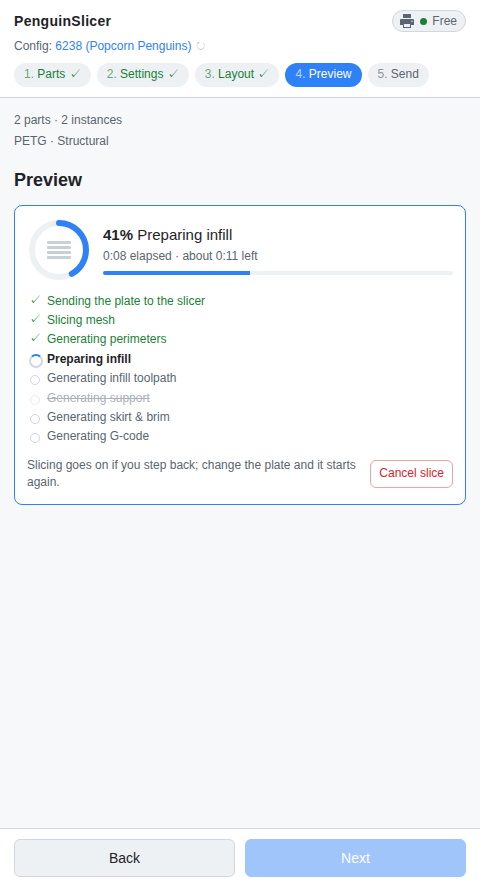 PenguinSlicer
Free
Config: 6238 (Popcorn Penguins)
1. Parts ✓
2. Settings ✓
3. Layout ✓
4. Preview
5. Send
2 parts · 2 instances
PETG · Structural
Preview
41% Preparing infill
0:08 elapsed · about 0:11 left
✓ Sending the plate to the slicer
✓ Slicing mesh
✓ Generating perimeters
Preparing infill
Generating infill toolpath
Generating support
Generating skirt & brim
Generating G-code
Slicing goes on if you step back; change the plate and it starts
again.
Cancel slice
Back
Next